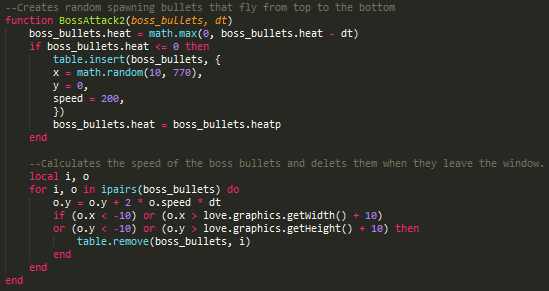 --Creates random spawning bullets that fly from top to the bottom
function BossAttack2(boss_bullets, dt)
    boss_bullets.heat = math.max(0, boss_bullets.heat - dt)
    if boss_bullets.heat <= 0 then
        table.insert(boss_bullets, {
        x = math.random(10, 770),
        y = 0,
        speed = 200,
        })
        boss_bullets.heat = boss_bullets.heatp
    end
    --Calculates the speed of the boss bullets and deletes them when they leave the window.
    local i, o
    for i, o in ipairs(boss_bullets) do
        o.y = o.y + 2 * o.speed * dt
        if (o.x < -10) or (o.x > love.graphics.getWidth() + 10)
        or (o.y < -10) or (o.y > love.graphics.getHeight() + 10) then
            table.remove(boss_bullets, i)
        end
    end
end